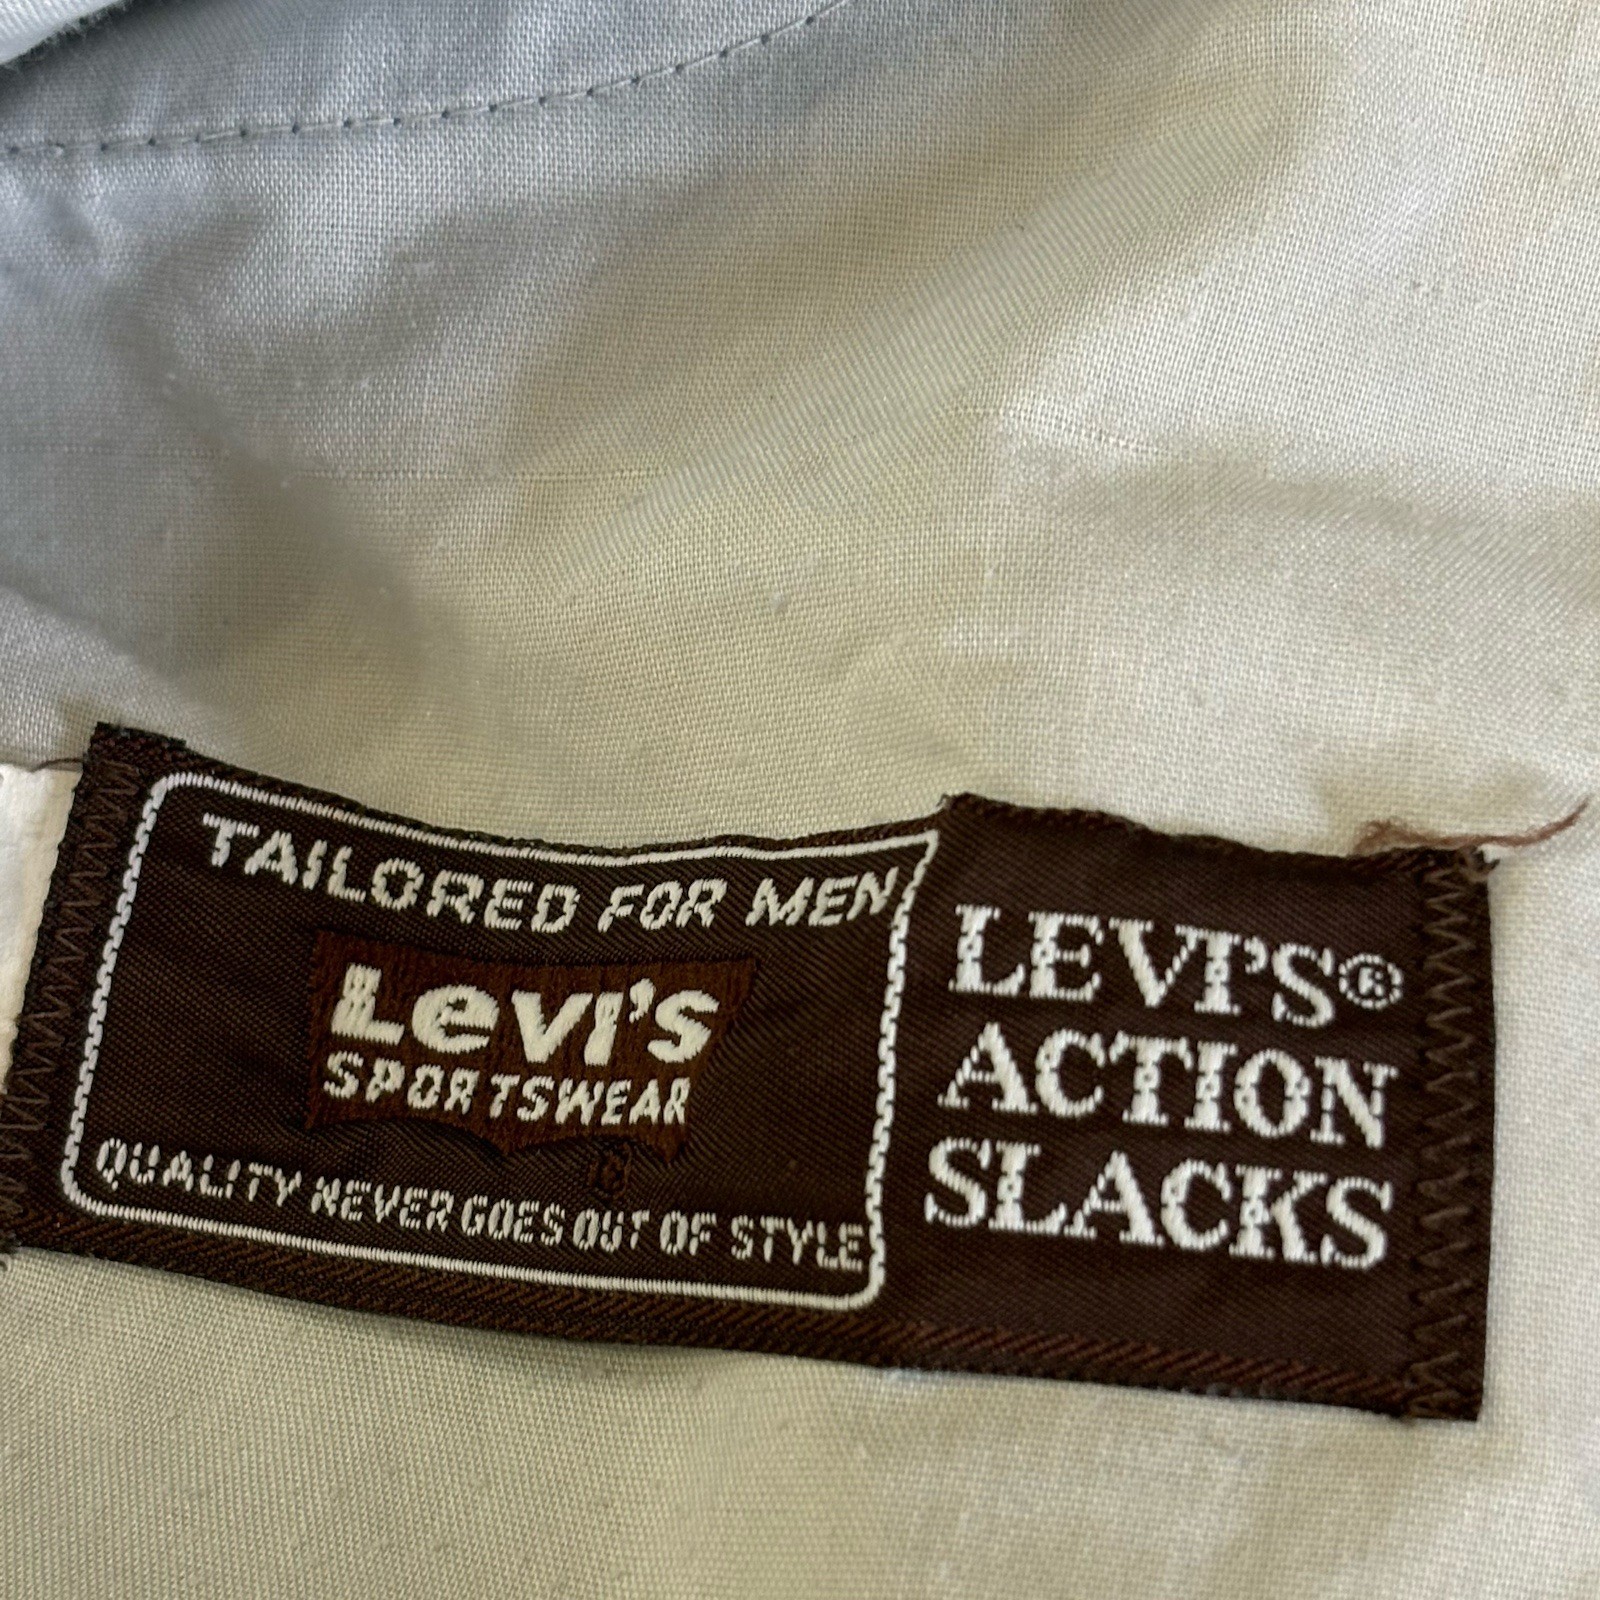 TAILORED FOR MEN
Levi's
SPORTSWEAR
QUALITY NEVER GOES OUT OF STYLE
LEVI'S®
ACTION
SLACKS